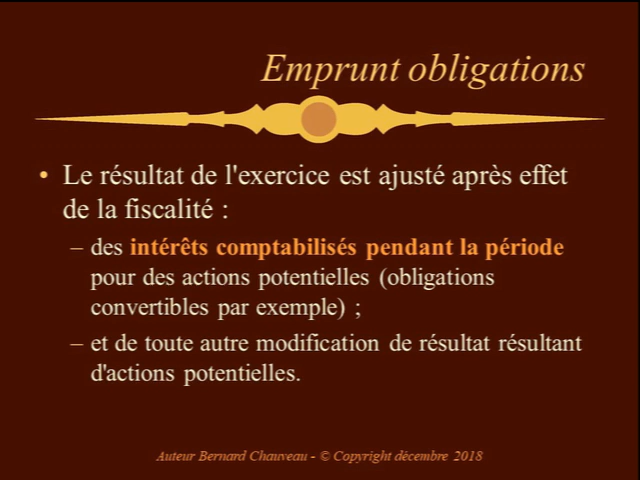 Emprunt obligations
• Le résultat de l'exercice est ajusté après effet
de la fiscalité :
– des intérêts comptabilisés pendant la période
pour des actions potentielles (obligations
convertibles par exemple) ;
– et de toute autre modification de résultat résultant
d'actions potentielles.
Auteur Bernard Chauveau - © Copyright décembre 2018